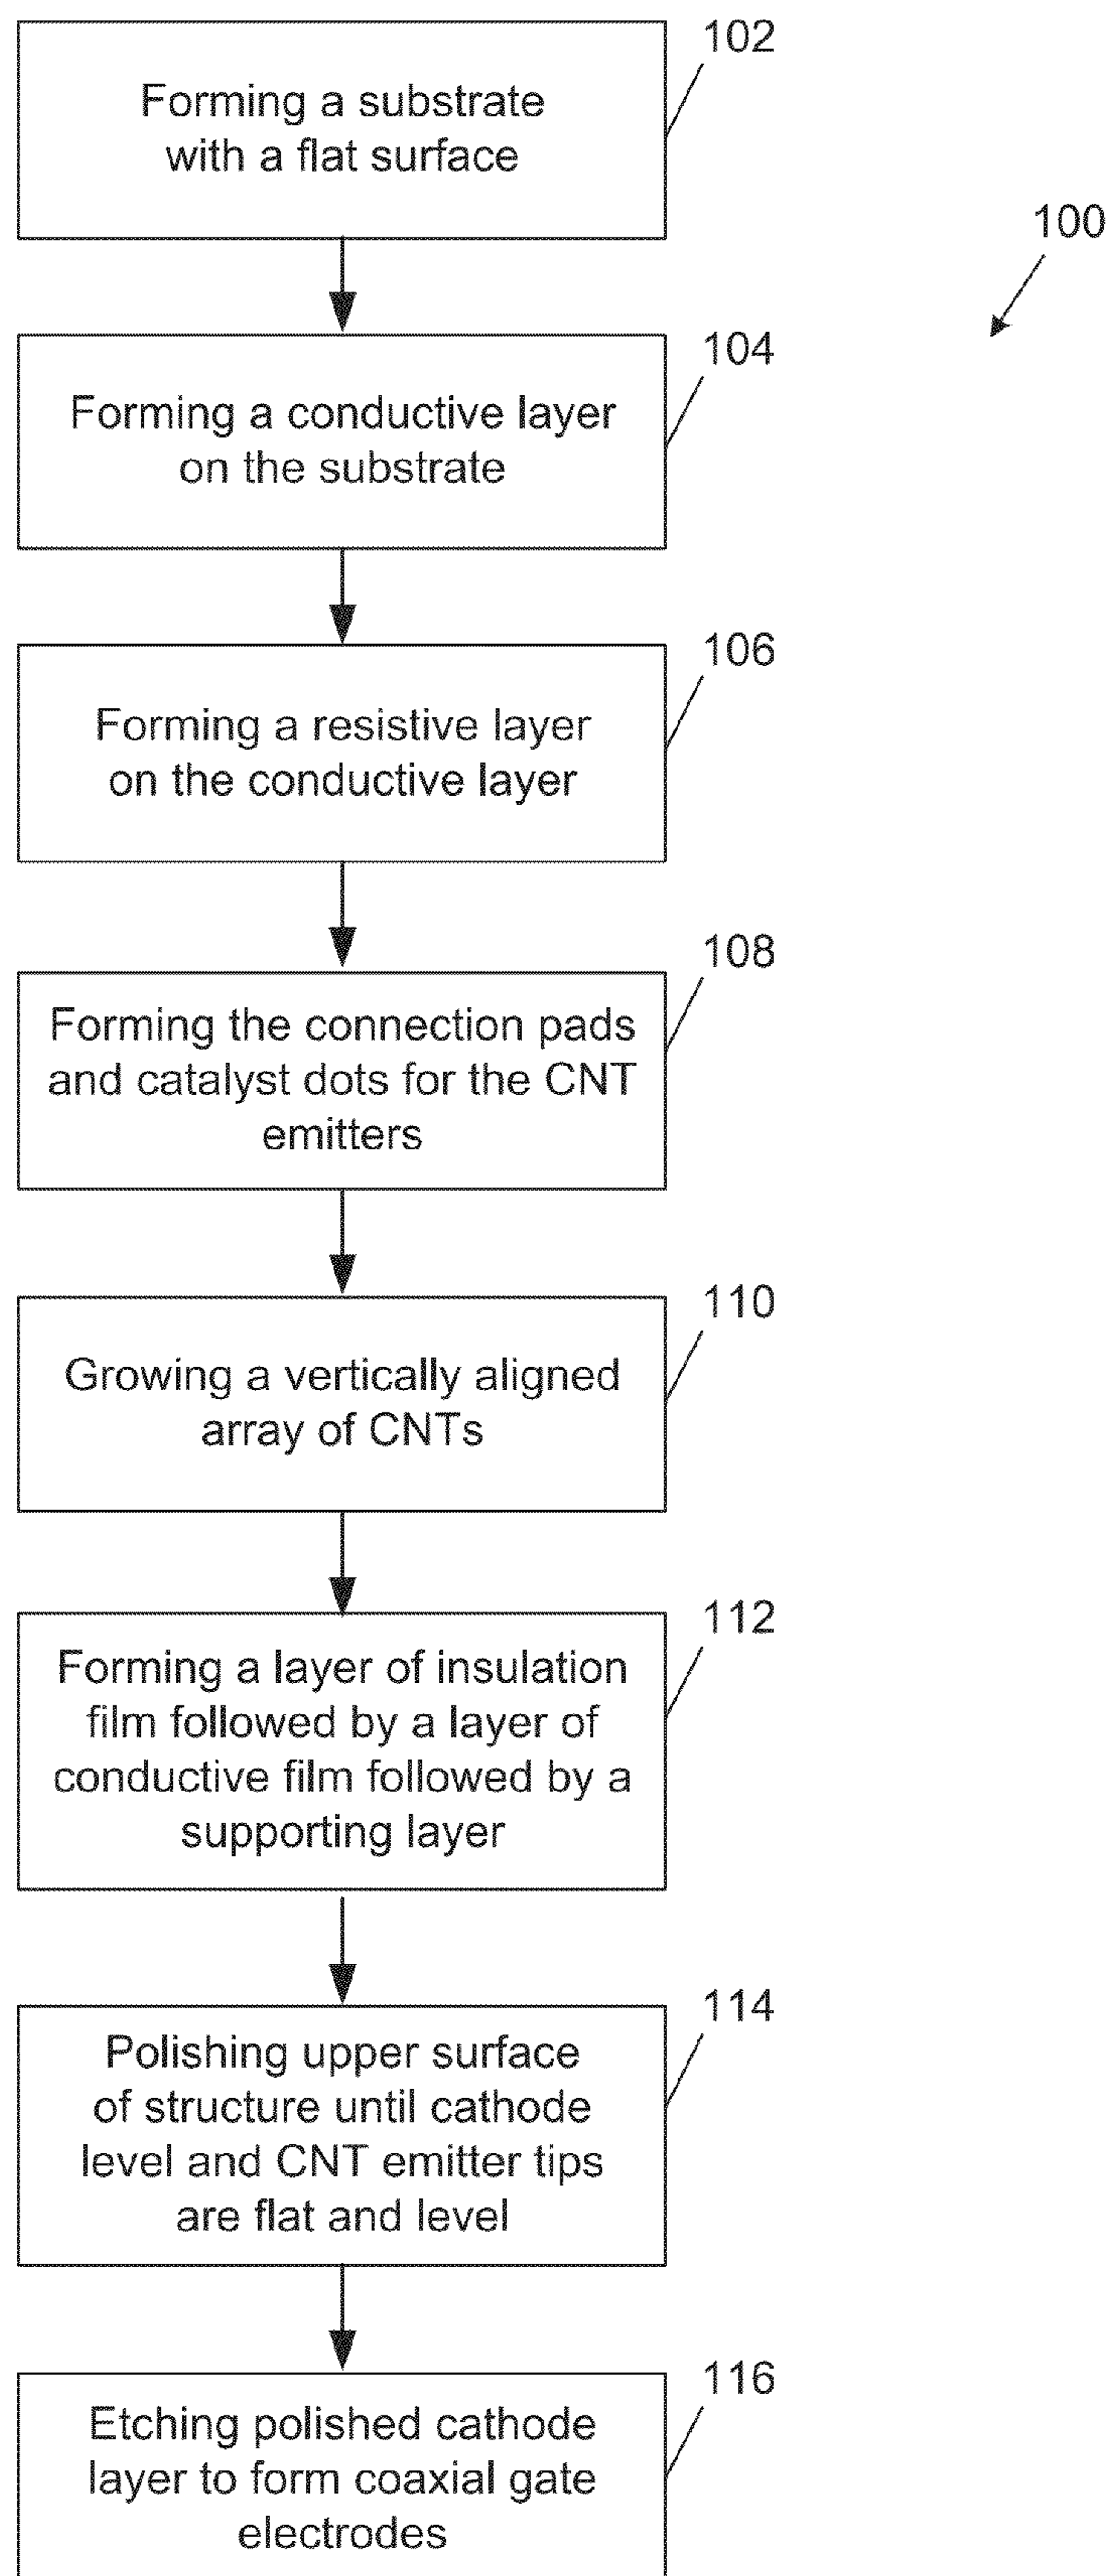 102
Forming a substrate
with a flat surface
100
104
Forming a conductive layer
on the substrate
106
Forming a resistive layer
on the conductive layer
108
Forming the connection pads
and catalyst dots for the CNT
emitters
110
Growing a vertically aligned
array of CNTs
112
Forming a layer of insulation
film followed by a layer of
conductive film followed by a
supporting layer
114
Polishing upper surface
of structure until cathode
level and CNT emitter tips
are flat and level
116
Etching polished cathode
layer to form coaxial gate
electrodes